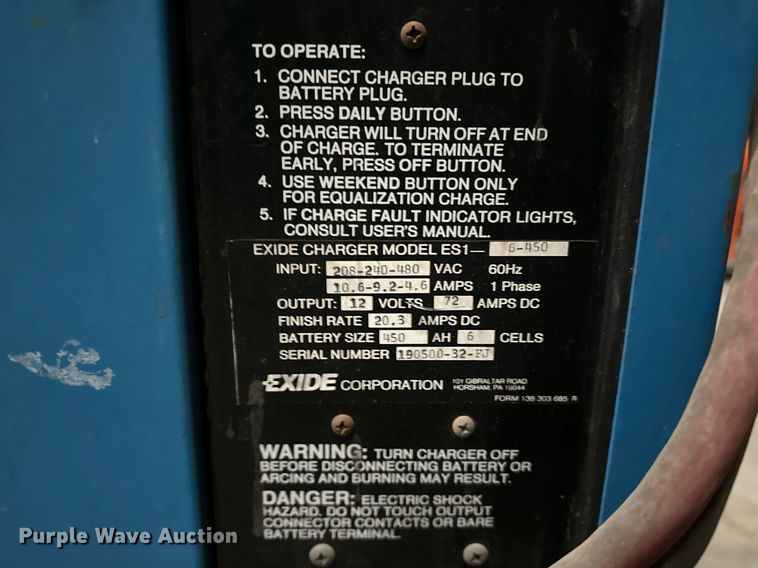 TO OPERATE:
1. CONNECT CHARGER PLUG TO
BATTERY PLUG.
2. PRESS DAILY BUTTON.
3. CHARGER WILL TURN OFF AT END
OF CHARGE. TO TERMINATE
EARLY, PRESS OFF BUTTON.
4. USE WEEKEND BUTTON ONLY
FOR EQUALIZATION CHARGE.
5. IF CHARGE FAULT INDICATOR LIGHTS,
CONSULT USER'S MANUAL.
EXIDE CHARGER MODEL ES1— 6-450
INPUT: 208-240-480 VAC 60Hz
10.6-9.2-4.6 AMPS 1 Phase
OUTPUT: 12 VOLTS 72 AMPS DC
FINISH RATE 20.3 AMPS DC
BATTERY SIZE 450 AH 6 CELLS
SERIAL NUMBER 190500-32-FJ
EXIDE CORPORATION 101 GIBRALTAR ROAD
HORSHAM, PA 19044
FORM 138 303 685 R
WARNING: TURN CHARGER OFF
BEFORE DISCONNECTING BATTERY OR
ARCING AND BURNING MAY RESULT.
DANGER: ELECTRIC SHOCK
HAZARD. DO NOT TOUCH OUTPUT
CONNECTOR CONTACTS OR BARE
BATTERY TERMINAL.
Purple Wave Auction